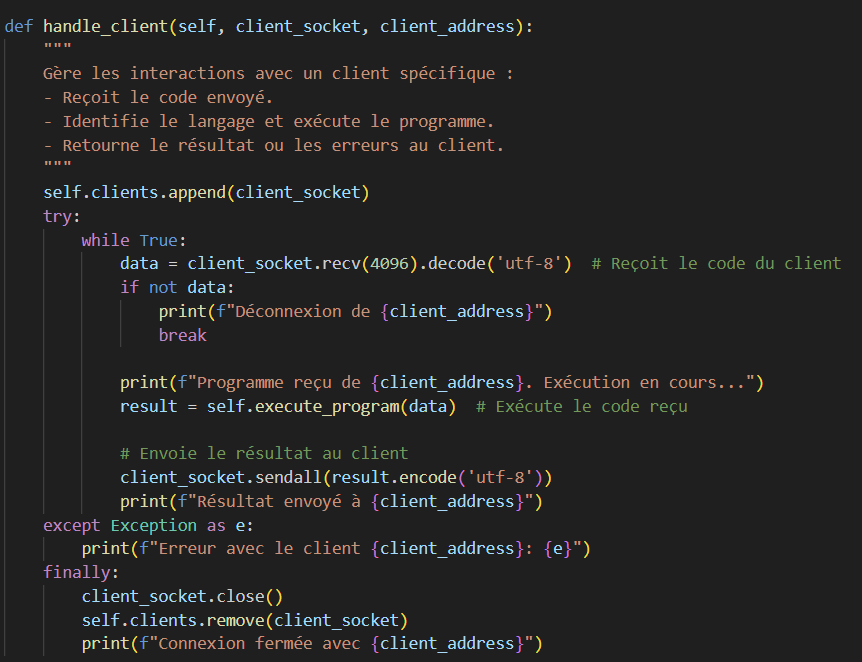 def handle_client(self, client_socket, client_address):
    """
    Gère les interactions avec un client spécifique :
    - Reçoit le code envoyé.
    - Identifie le langage et exécute le programme.
    - Retourne le résultat ou les erreurs au client.
    """
    self.clients.append(client_socket)
    try:
        while True:
            data = client_socket.recv(4096).decode('utf-8')  # Reçoit le code du client
            if not data:
                print(f"Déconnexion de {client_address}")
                break

            print(f"Programme reçu de {client_address}. Exécution en cours...")
            result = self.execute_program(data)  # Exécute le code reçu

            # Envoie le résultat au client
            client_socket.sendall(result.encode('utf-8'))
            print(f"Résultat envoyé à {client_address}")
    except Exception as e:
        print(f"Erreur avec le client {client_address}: {e}")
    finally:
        client_socket.close()
        self.clients.remove(client_socket)
        print(f"Connexion fermée avec {client_address}")